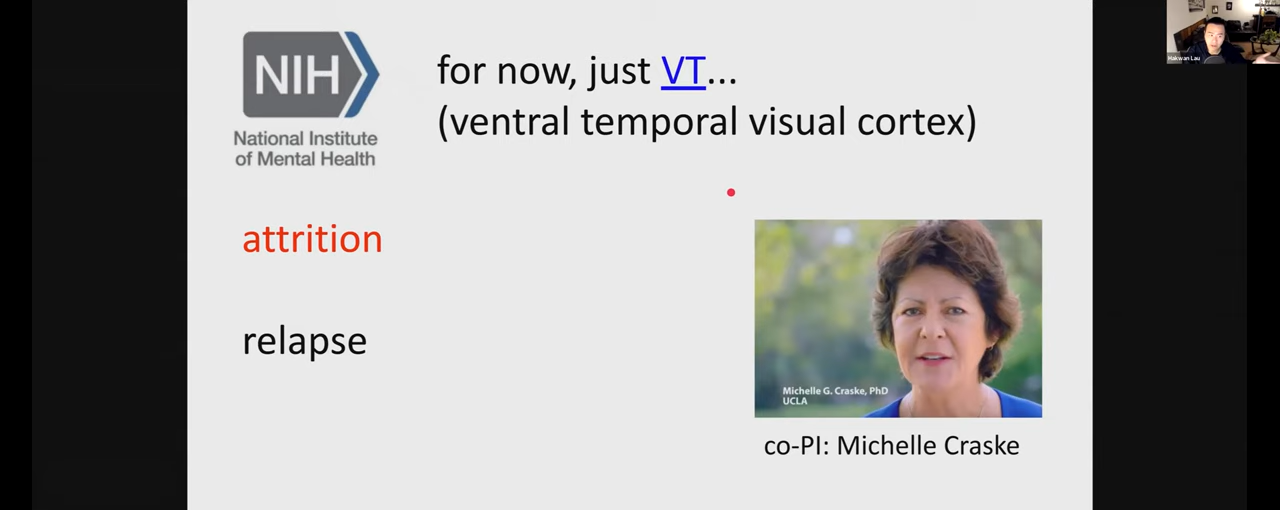 NIH
National Institute
of Mental Health
for now, just VT...
(ventral temporal visual cortex)
attrition
relapse
Michelle G. Craske, PhD
UCLA
co-PI: Michelle Craske
Hakwan Lau